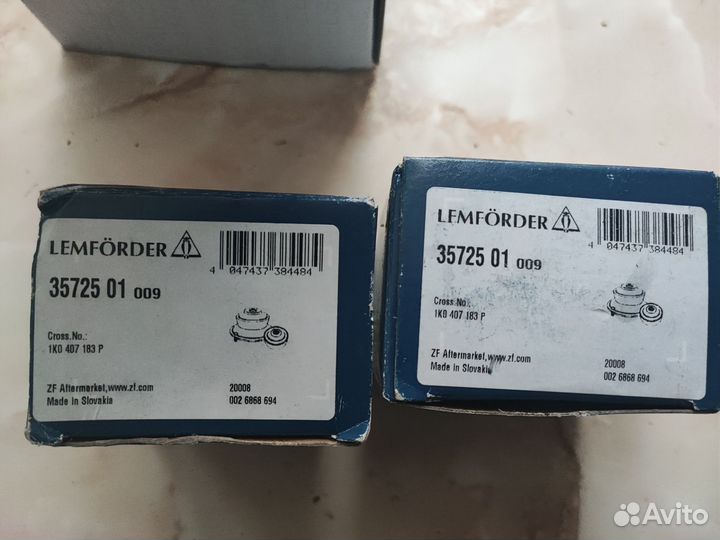 LEMFÖRDER
4 047437 384484
35725 01 009
Cross.No.:
1K0 407 183 P
ZF Aftermarket,www.zf.com
Made in Slovakia
20008
002 6868 694
LEMFÖRDER
4 047437 384484
35725 01 009
Cross No.:
1K0 407 183 P
ZF Aftermarket,www.zf.com
Made in Slovakia
20008
002 6868 694
Avito